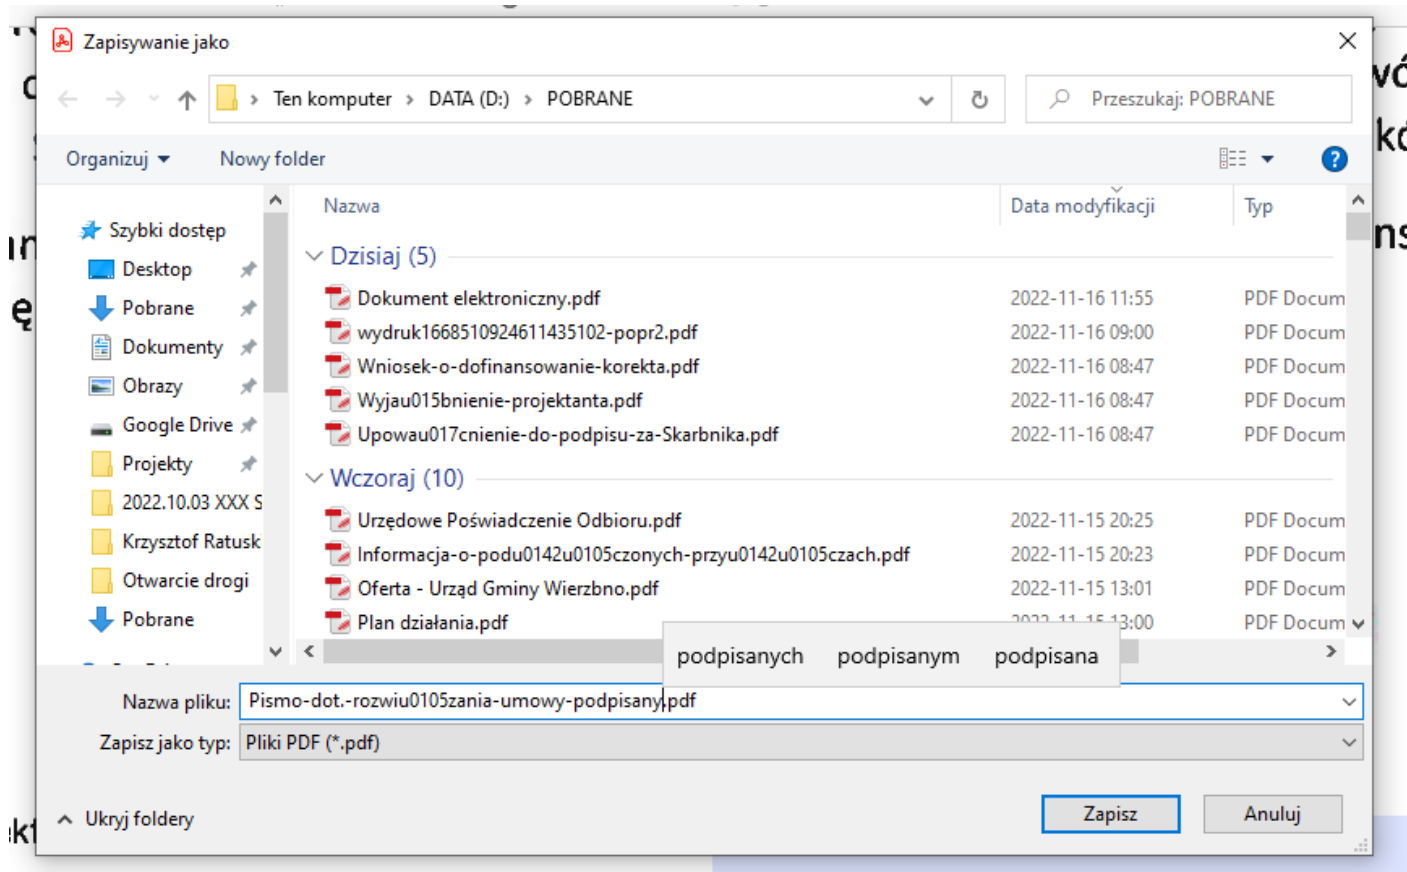 Zapisywanie jako
Ten komputer > DATA (D:) > POBRANE
Przeszukaj: POBRANE
Organizuj
Nowy folder
Nazwa
Data modyfikacji
Typ
Szybki dostęp
Desktop
Pobrane
Dokumenty
Obrazy
Google Drive
Projekty
2022.10.03 XXX S
Krzysztof Ratusk
Otwarcie drogi
Pobrane
Dzisiaj (5)
Dokument elektroniczny.pdf 2022-11-16 11:55 PDF Docum
wydruk1668510924611435102-popr2.pdf 2022-11-16 09:00 PDF Docum
Wniosek-o-dofinansowanie-korekta.pdf 2022-11-16 08:47 PDF Docum
Wyjau015bnienie-projektanta.pdf 2022-11-16 08:47 PDF Docum
Upowau017cnienie-do-podpisu-za-Skarbnika.pdf 2022-11-16 08:47 PDF Docum
Wczoraj (10)
Urzędowe Poświadczenie Odbioru.pdf 2022-11-15 20:25 PDF Docum
Informacja-o-podu0142u0105czonych-przyu0142u0105czach.pdf 2022-11-15 20:23 PDF Docum
Oferta - Urząd Gminy Wierzbno.pdf 2022-11-15 13:01 PDF Docum
Plan działania.pdf 2022-11-15 13:00 PDF Docum
podpisanych podpisanym podpisana
Nazwa pliku: Pismo-dot.-rozwiu0105zania-umowy-podpisany.pdf
Zapisz jako typ: Pliki PDF (*.pdf)
Ukryj foldery
Zapisz
Anuluj